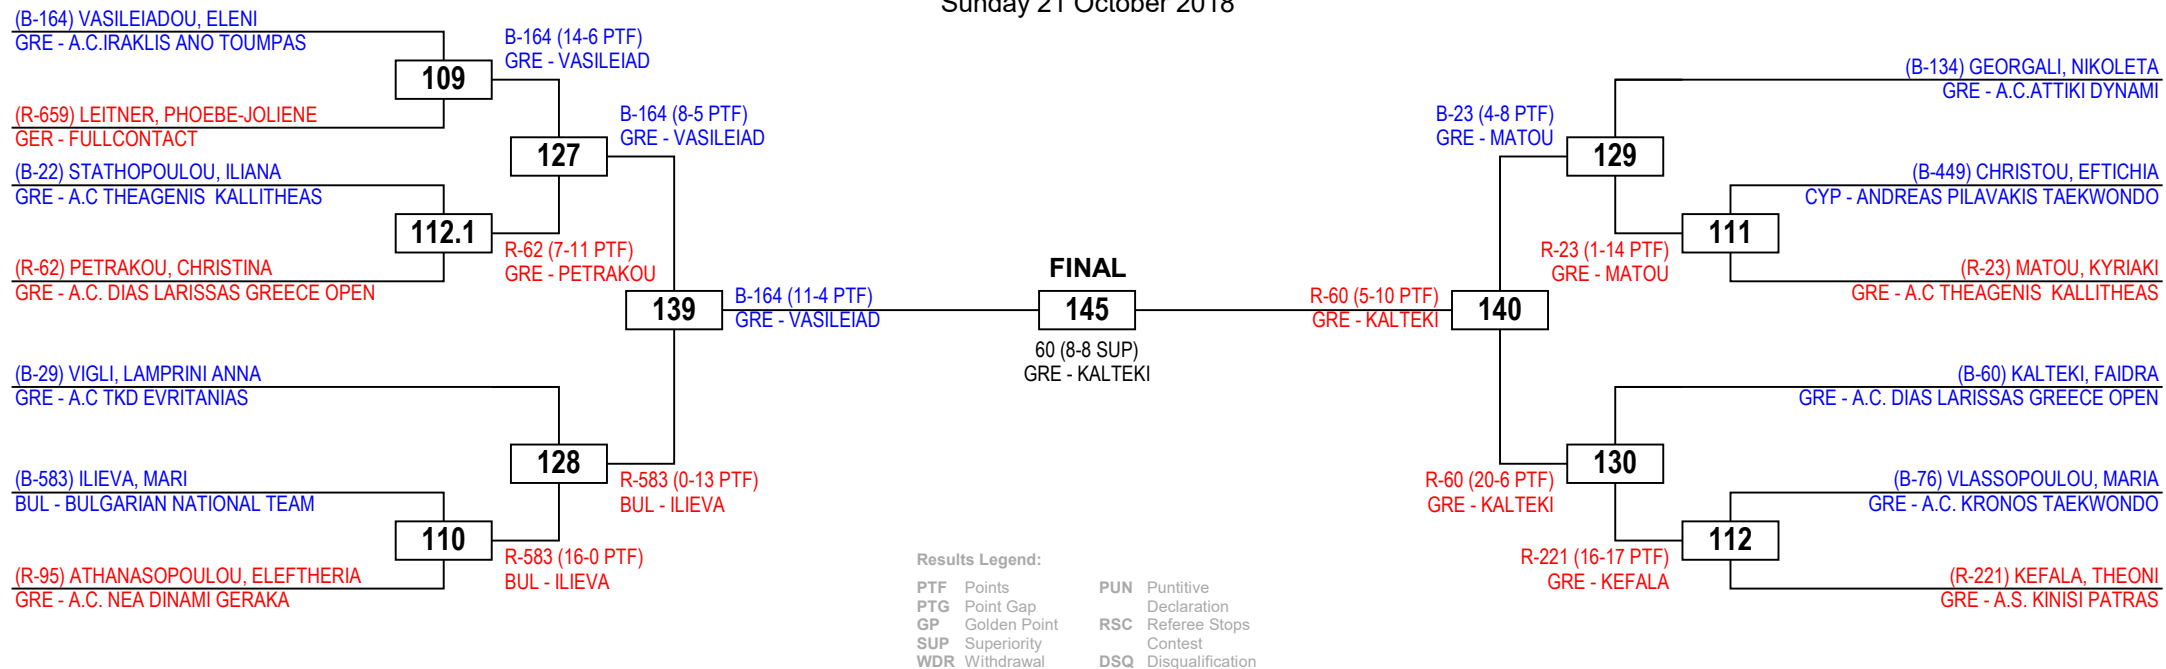 Sunday 21 October 2018
(B-164) VASILEIADOU, ELENI
GRE - A.C.IRAKLIS ANO TOUMPAS
109
(R-659) LEITNER, PHOEBE-JOLIENE
GER - FULLCONTACT
(B-22) STATHOPOULOU, ILIANA
GRE - A.C THEAGENIS  KALLITHEAS
112.1
(R-62) PETRAKOU, CHRISTINA
GRE - A.C. DIAS LARISSAS GREECE OPEN
(B-29) VIGLI, LAMPRINI ANNA
GRE - A.C TKD EVRITANIAS
(B-583) ILIEVA, MARI
BUL - BULGARIAN NATIONAL TEAM
110
(R-95) ATHANASOPOULOU, ELEFTHERIA
GRE - A.C. NEA DINAMI GERAKA
B-164 (14-6 PTF)
GRE - VASILEIAD
127
R-62 (7-11 PTF)
GRE - PETRAKOU
128
R-583 (16-0 PTF)
BUL - ILIEVA
B-164 (8-5 PTF)
GRE - VASILEIAD
139
R-583 (0-13 PTF)
BUL - ILIEVA
B-164 (11-4 PTF)
GRE - VASILEIAD
FINAL
145
60 (8-8 SUP)
GRE - KALTEKI
R-60 (5-10 PTF)
GRE - KALTEKI
140
B-23 (4-8 PTF)
GRE - MATOU
129
R-23 (1-14 PTF)
GRE - MATOU
R-60 (20-6 PTF)
GRE - KALTEKI
130
R-221 (16-17 PTF)
GRE - KEFALA
(B-134) GEORGALI, NIKOLETA
GRE - A.C.ATTIKI DYNAMI
(B-449) CHRISTOU, EFTICHIA
CYP - ANDREAS PILAVAKIS TAEKWONDO
111
(R-23) MATOU, KYRIAKI
GRE - A.C THEAGENIS  KALLITHEAS
(B-60) KALTEKI, FAIDRA
GRE - A.C. DIAS LARISSAS GREECE OPEN
(B-76) VLASSOPOULOU, MARIA
GRE - A.C. KRONOS TAEKWONDO
112
(R-221) KEFALA, THEONI
GRE - A.S. KINISI PATRAS
Results Legend:
PTF Points
PTG Point Gap
GP Golden Point
SUP Superiority
WDR Withdrawal
PUN Puntitive
Declaration
RSC Referee Stops
Contest
DSQ Disqualification